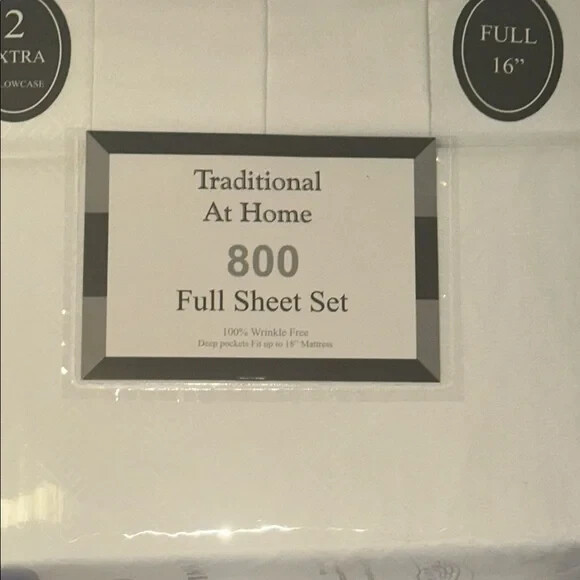 2
XTRA
LOWCASE
FULL
16”
Traditional
At Home
800
Full Sheet Set
100% Wrinkle Free
Deep pockets Fit up to 18" Mattress